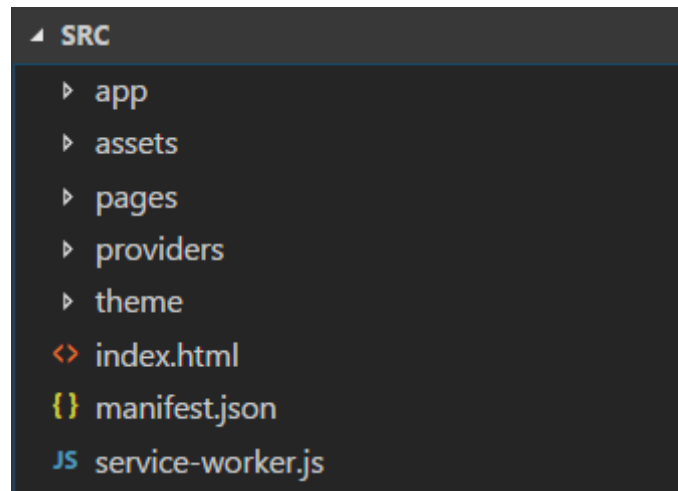 SRC
app
assets
pages
providers
theme
<> index.html
{} manifest.json
JS service-worker.js